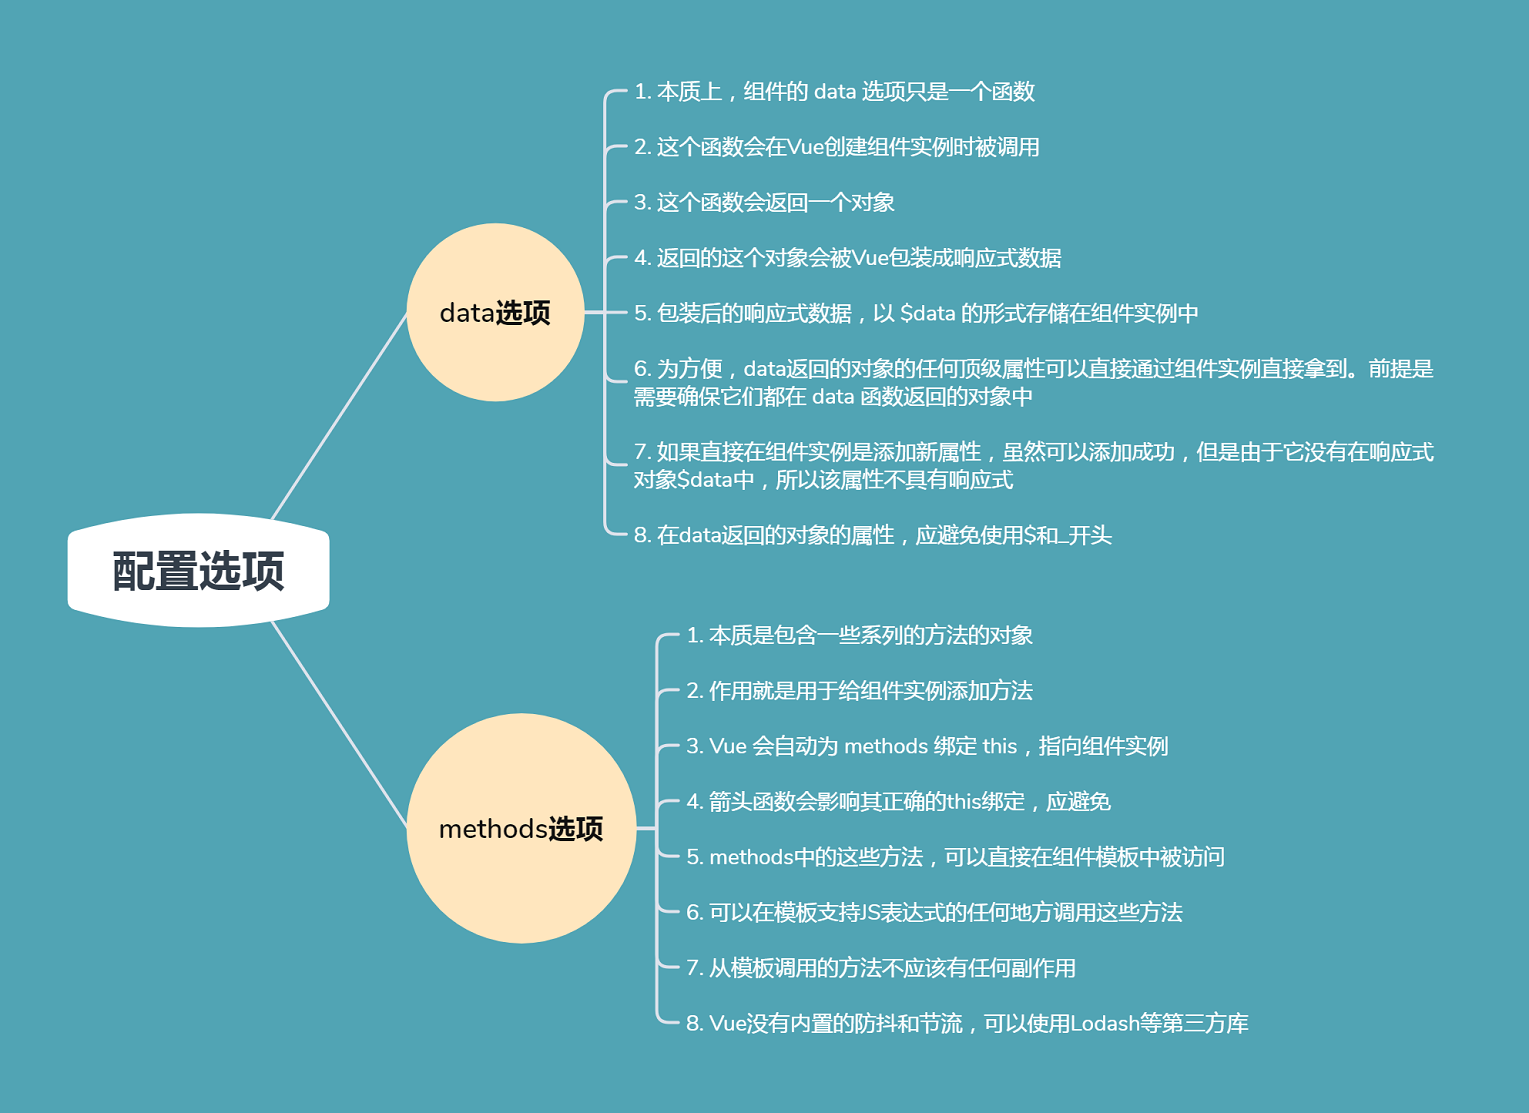 配置选项
data选项
1. 本质上，组件的 data 选项只是一个函数
2. 这个函数会在Vue创建组件实例时被调用
3. 这个函数会返回一个对象
4. 返回的这个对象会被Vue包装成响应式数据
5. 包装后的响应式数据，以 $data 的形式存储在组件实例中
6. 为方便，data返回的对象的任何顶级属性可以直接通过组件实例直接拿到。前提是
需要确保它们都在 data 函数返回的对象中
7. 如果直接在组件实例是添加新属性，虽然可以添加成功，但是由于它没有在响应式
对象$data中，所以该属性不具有响应式
8. 在data返回的对象的属性，应避免使用$和_开头
methods选项
1. 本质是包含一些系列的方法的对象
2. 作用就是用于给组件实例添加方法
3. Vue 会自动为 methods 绑定 this，指向组件实例
4. 箭头函数会影响其正确的this绑定，应避免
5. methods中的这些方法，可以直接在组件模板中被访问
6. 可以在模板支持JS表达式的任何地方调用这些方法
7. 从模板调用的方法不应该有任何副作用
8. Vue没有内置的防抖和节流，可以使用Lodash等第三方库